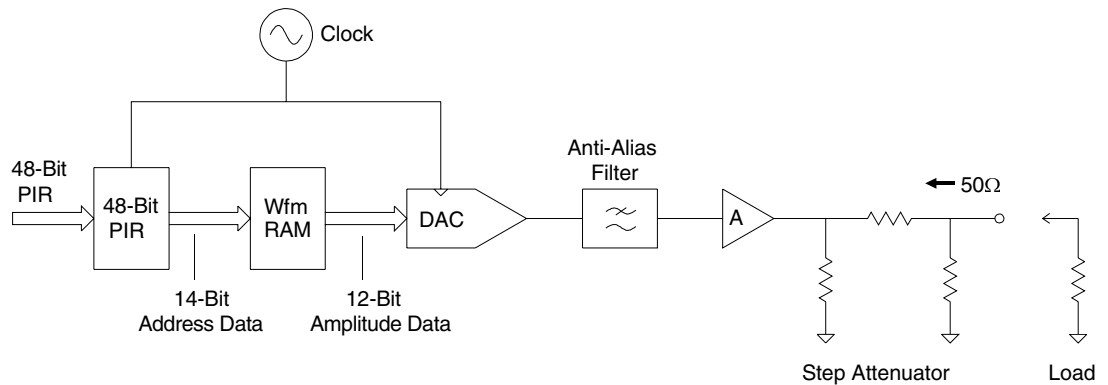 Clock
48-Bit
PIR
48-Bit
PIR
14-Bit
Address Data
Wfm
RAM
12-Bit
Amplitude Data
DAC
Anti-Alias
Filter
A
50Ω
Step Attenuator
Load